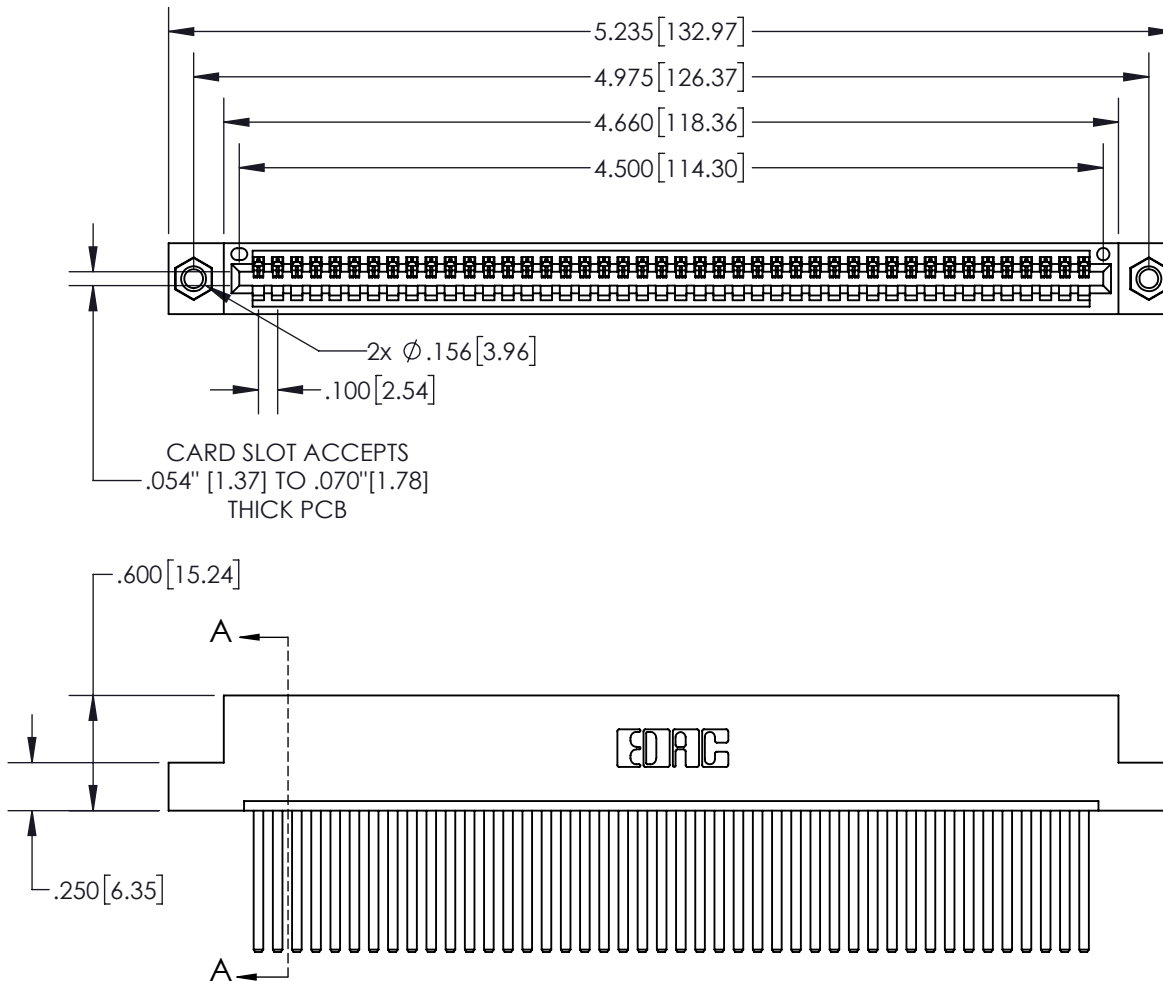 5.235[132.97]
4.975[126.37]
4.660[118.36]
4.500[114.30]
2x Ø.156[3.96]
.100[2.54]
CARD SLOT ACCEPTS
.054" [1.37] TO .070"[1.78]
THICK PCB
.600[15.24]
A
EDAC
.250[6.35]
A